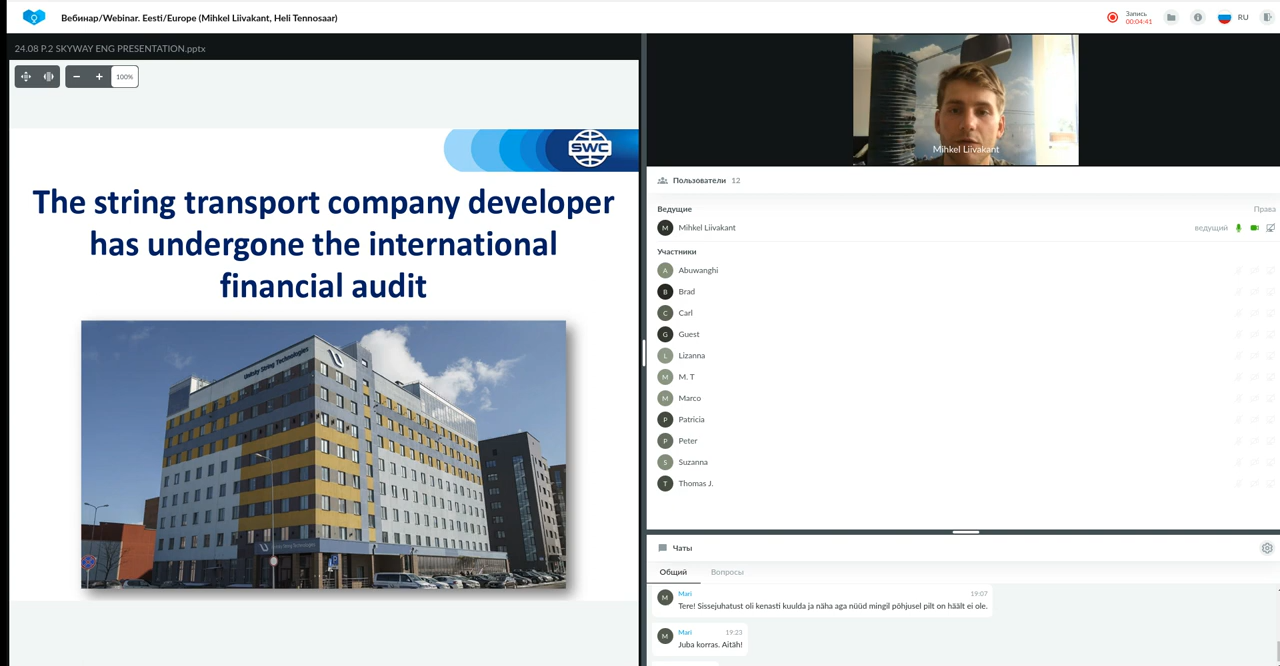 Вебинар/Webinar. Eesti/Europe (Mihkel Liivakant, Heli Tennosaar)
Запись
00:04:41
RU
24.08 P.2 SKYWAY ENG PRESENTATION.pptx
100%
SWC
The string transport company developer
has undergone the international
financial audit
Unitsky String Technologies
Unitsky String Technologies
Mihkel Liivakant
Пользователи 12
Ведущие
Права
M
Mihkel Liivakant
ведущий
Участники
A
Abuwanghi
B
Brad
C
Carl
G
Guest
L
Lizanna
M
M. T
M
Marco
P
Patricia
P
Peter
S
Suzanna
T
Thomas J.
Чаты
Общий
Вопросы
M
Mari
19:07
Tere! Sissejuhatust oli kenasti kuulda ja näha aga nüüd mingil põhjusel pilt on häält ei ole.
M
Mari
19:23
Juba korras. Aitäh!